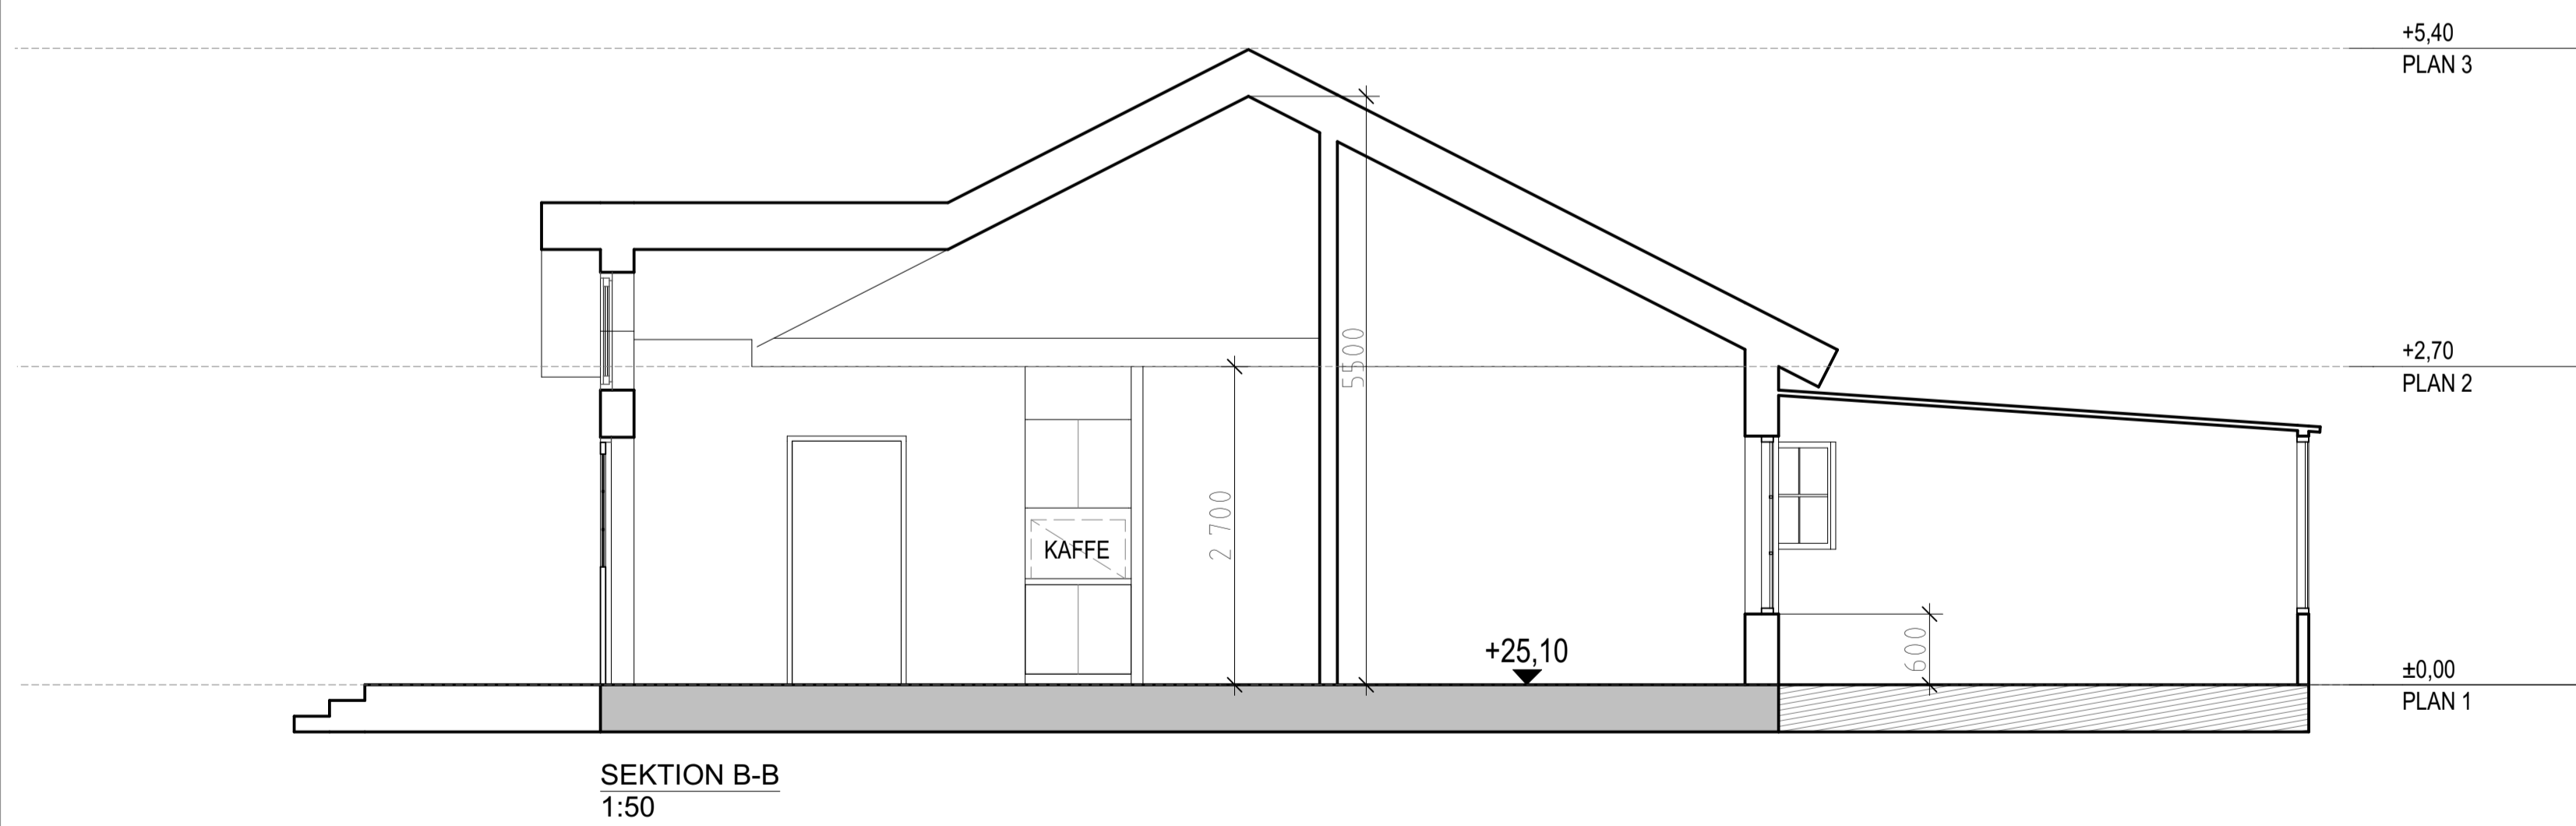 +5,40
PLAN 3
5500
+2,70
PLAN 2
2 700
KAFFE
+25,10
600
±0,00
PLAN 1
SEKTION B-B
1:50